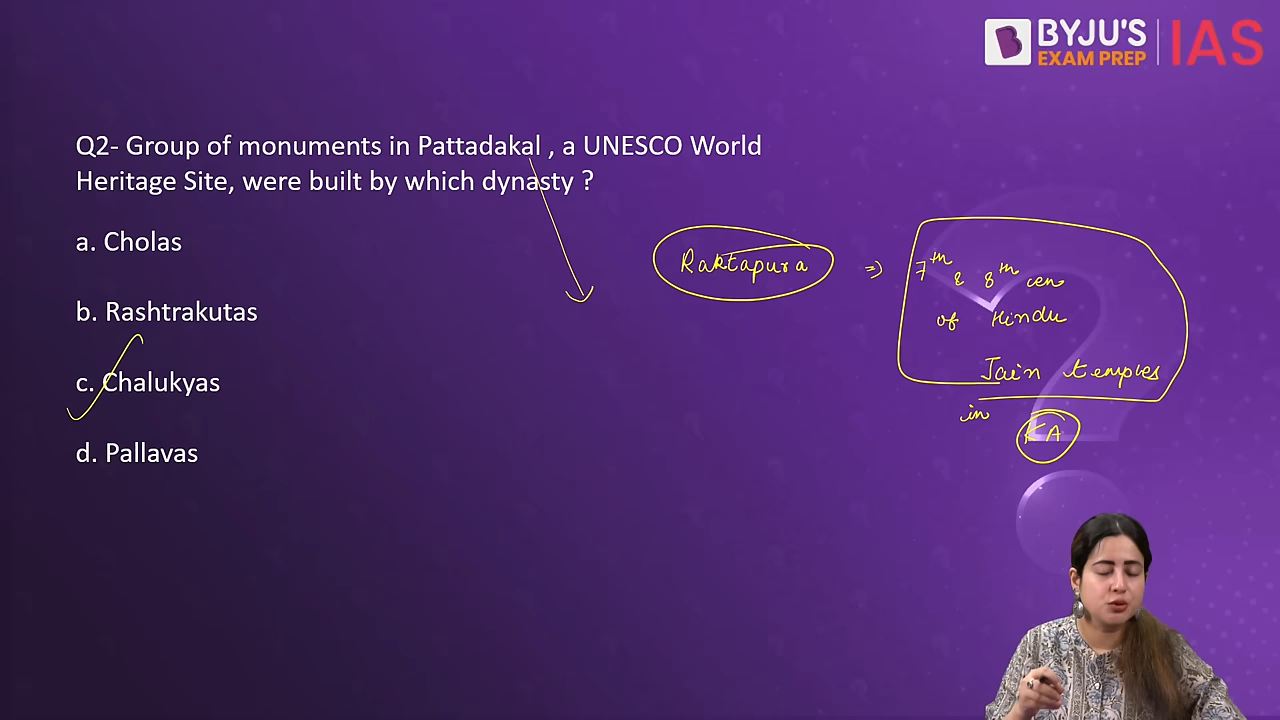 BYJU'S
EXAM PREP
IAS
Q2- Group of monuments in Pattadakal , a UNESCO World
Heritage Site, were built by which dynasty ?
a. Cholas
b. Rashtrakutas
c. Chalukyas
d. Pallavas
Raktapura ⇒ 7th & 8th cen
of Hindu
Jain temples
in
KA